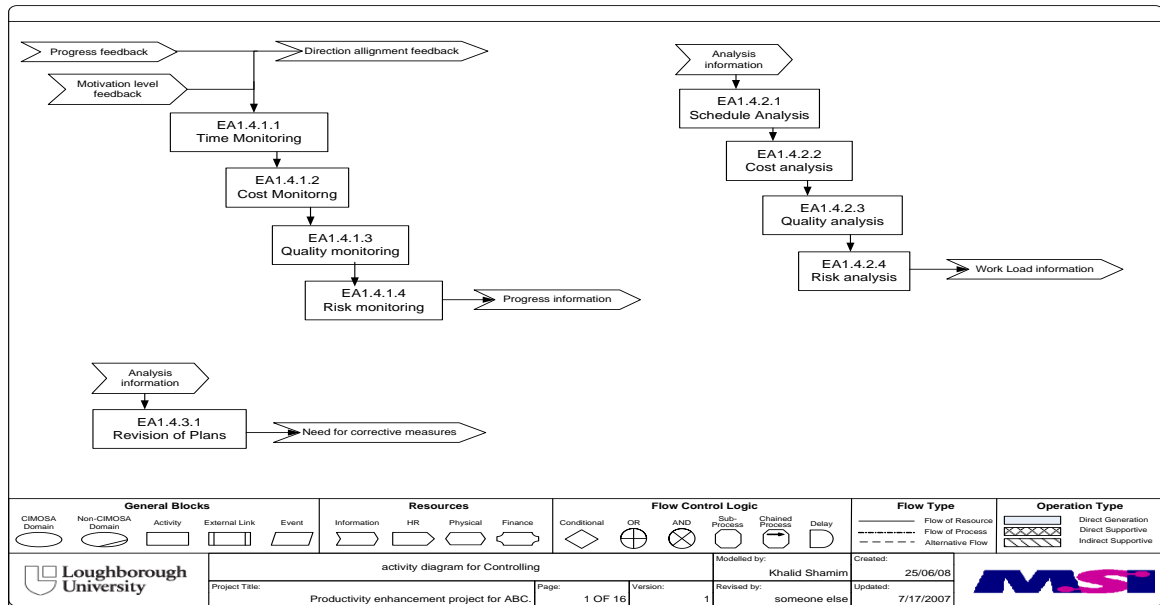 Progress feedback
Direction allignment feedback
Motivation level
feedback
EA1.4.1.1
Time Monitoring
EA1.4.1.2
Cost Monitorng
EA1.4.1.3
Quality monitoring
EA1.4.1.4
Risk monitoring
Progress information
Analysis
information
EA1.4.2.1
Schedule Analysis
EA1.4.2.2
Cost analysis
EA1.4.2.3
Quality analysis
EA1.4.2.4
Risk analysis
Work Load information
Analysis
information
EA1.4.3.1
Revision of Plans
Need for corrective measures
General Blocks
CIMOSA
Domain
Non-CIMOSA
Domain
Activity
External Link
Event
Resources
Information
HR
Physical
Finance
Flow Control Logic
Conditional
OR
AND
Sub-
Process
Chained
Process
Delay
Flow Type
Flow of Resource
Flow of Process
Alternative Flow
Operation Type
Direct Generation
Direct Supportive
Indirect Supportive
Loughborough
University
activity diagram for Controlling
Modelled by:
Khalid Shamim
Created:
25/06/08
Project Title:
Productivity enhancement project for ABC.
Page:
1 OF 16
Version:
1
Revised by:
someone else
Updated:
7/17/2007
MSI